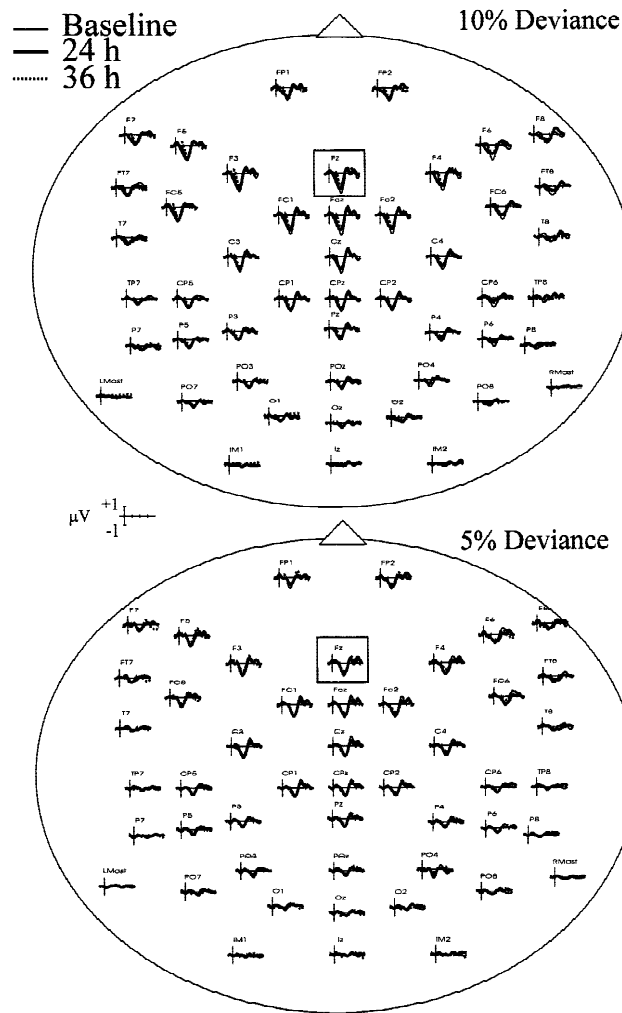 Baseline
24 h
36 h
10% Deviance
FP1 FP2
F7 F5 F3 Fz F4 F6 F8
FT7 FC5 FC1 Fcz Fc2 FC6 FT8
T7 C3 Cz C4 T8
TP7 CP5 CP1 CPz CP2 CP6 TP8
P7 P5 P3 Pz P4 P6 P8
LMast PO7 PO3 POz PO4 PO8 RMast
O1 Oz O2
IM1 Iz IM2
μV +1
-1
5% Deviance
FP1 FP2
F7 F5 F3 Fz F4 F6 F8
FT7 FC5 FC1 Fcz Fc2 FC6 FT8
T7 C3 Cz C4 T8
TP7 CP5 CP1 CPz CP2 CP6 TP8
P7 P5 P3 Pz P4 P6 P8
LMast PO7 PO3 POz PO4 PO8 RMast
O1 Oz O2
IM1 Iz IM2